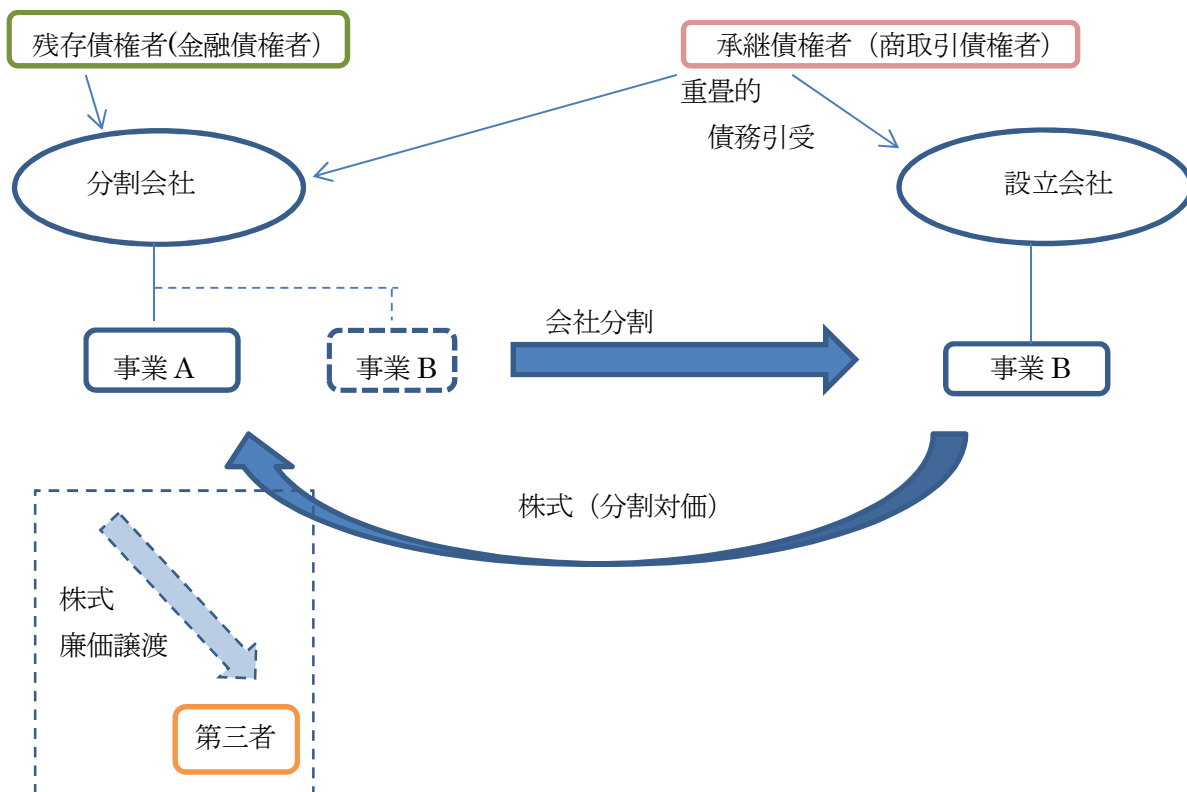 残存債権者(金融債権者)
承継債権者(商取引債権者)
重畳的
債務引受
分割会社
設立会社
会社分割
事業 A
事業 B
事業 B
株式(分割対価)
株式
廉価譲渡
第三者